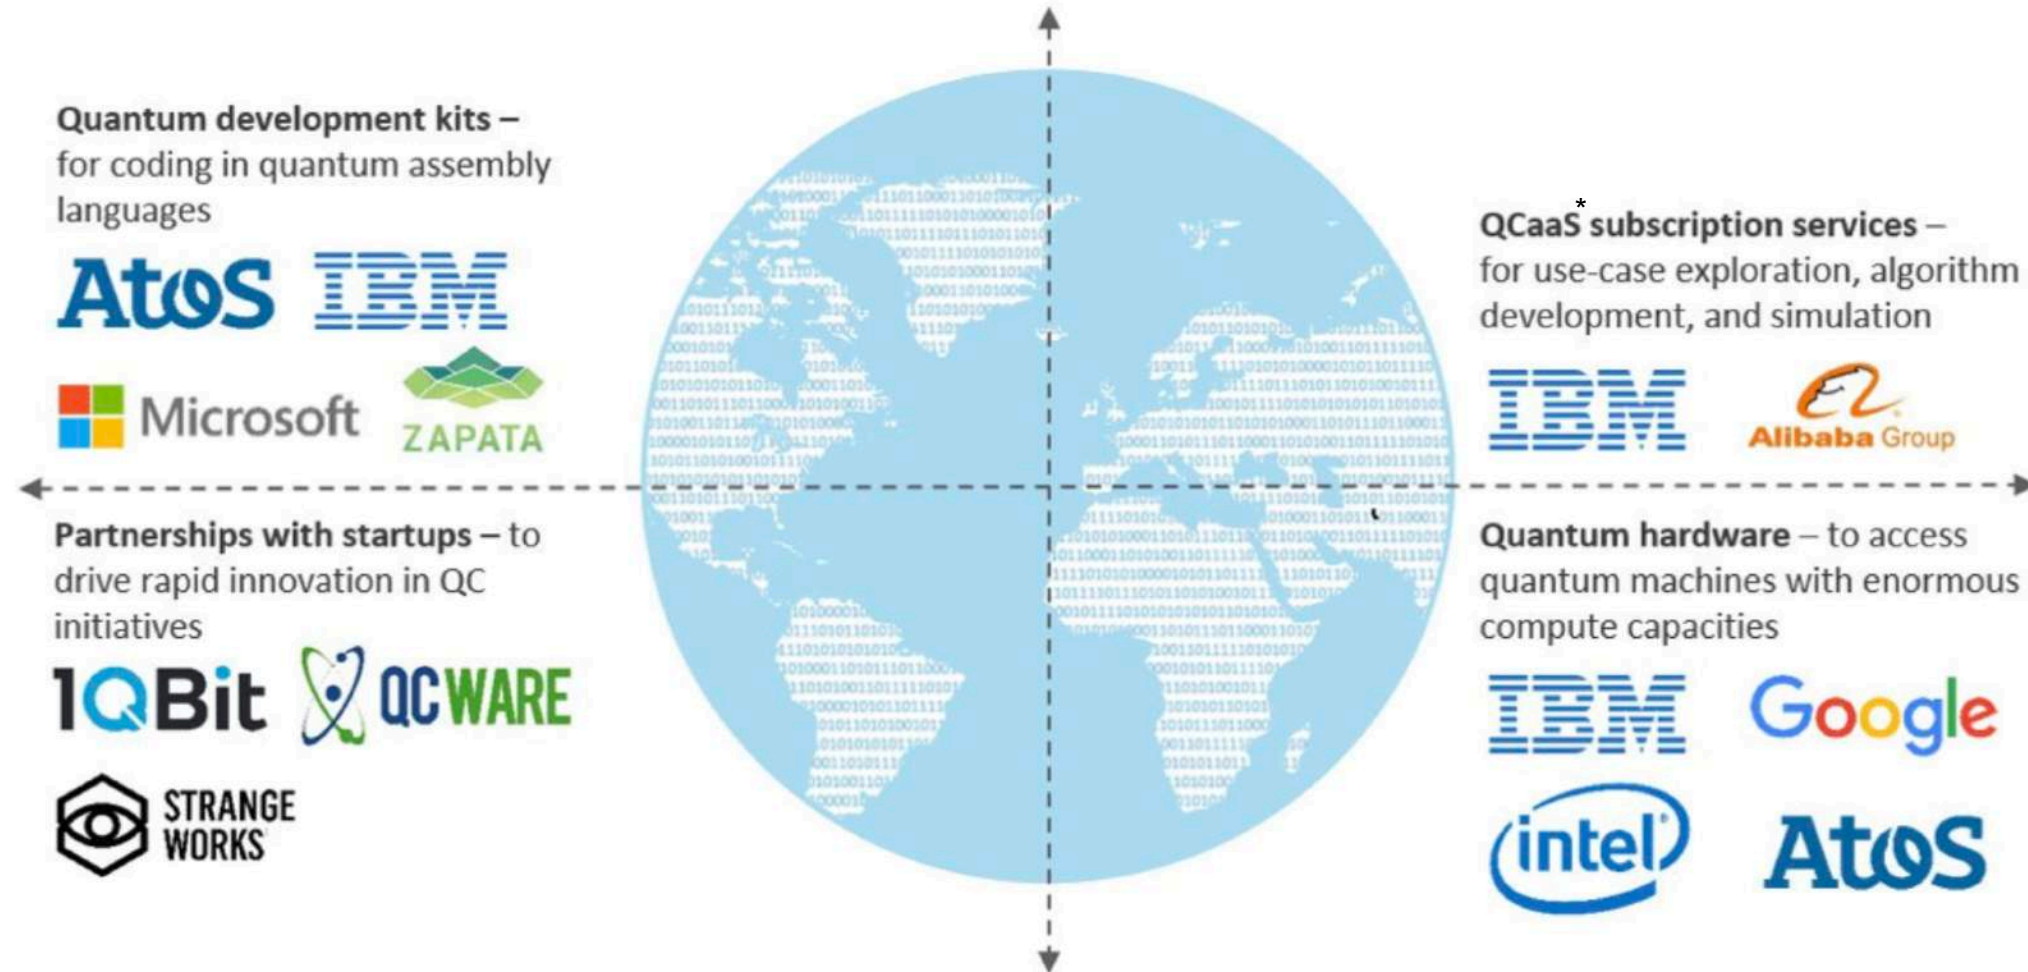 Quantum development kits –
for coding in quantum assembly
languages
Atos IBM
Microsoft ZAPATA
Partnerships with startups – to
drive rapid innovation in QC
initiatives
1QBit QCWARE
STRANGE
WORKS
QCaaS* subscription services –
for use-case exploration, algorithm
development, and simulation
IBM Alibaba Group
Quantum hardware – to access
quantum machines with enormous
compute capacities
IBM Google
intel Atos